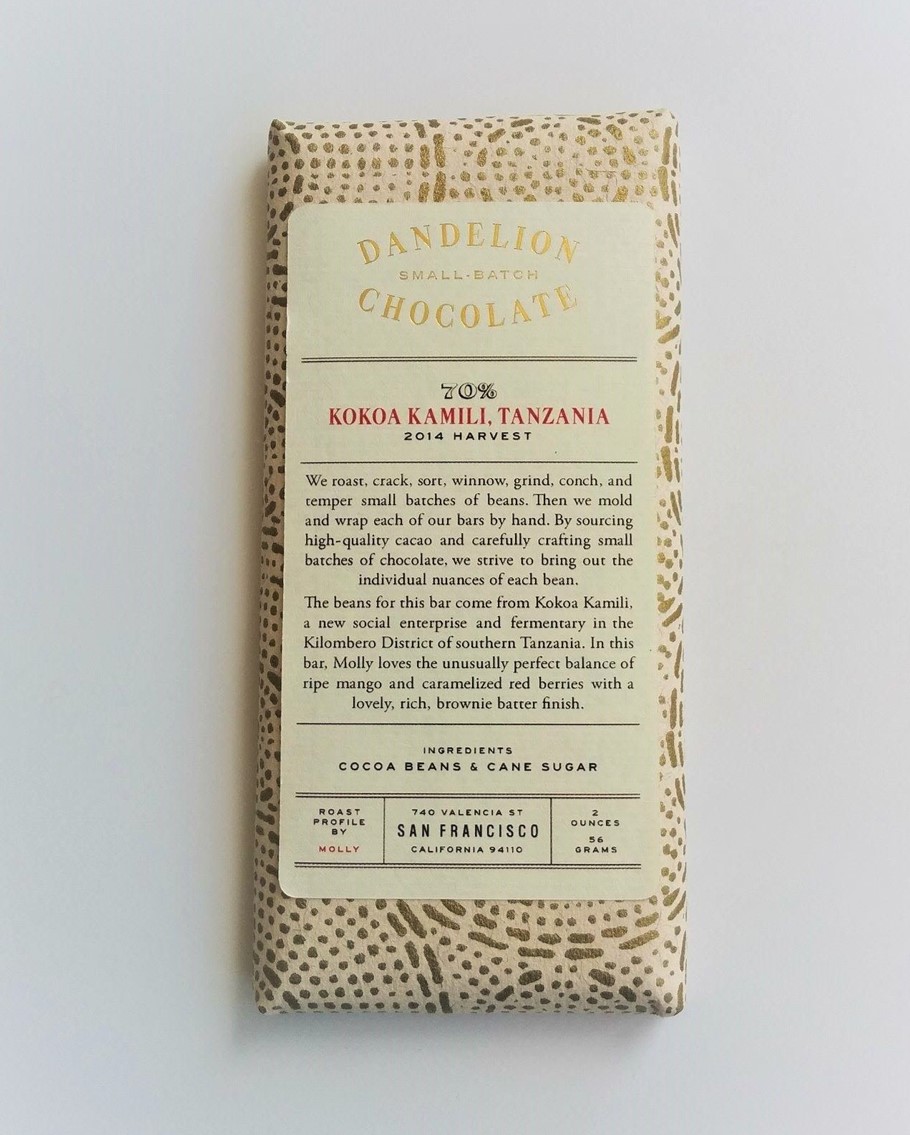 DANDELION
SMALL-BATCH
CHOCOLATE
70%
KOKOA KAMILI, TANZANIA
2014 HARVEST
We roast, crack, sort, winnow, grind, conch, and
temper small batches of beans. Then we mold
and wrap each of our bars by hand. By sourcing
high-quality cacao and carefully crafting small
batches of chocolate, we strive to bring out the
individual nuances of each bean.
The beans for this bar come from Kokoa Kamili,
a new social enterprise and fermentary in the
Kilombero District of southern Tanzania. In this
bar, Molly loves the unusually perfect balance of
ripe mango and caramelized red berries with a
lovely, rich, brownie batter finish.
INGREDIENTS
COCOA BEANS & CANE SUGAR
ROAST
PROFILE
BY
MOLLY
740 VALENCIA ST
SAN FRANCISCO
CALIFORNIA 94110
2
OUNCES
56
GRAMS